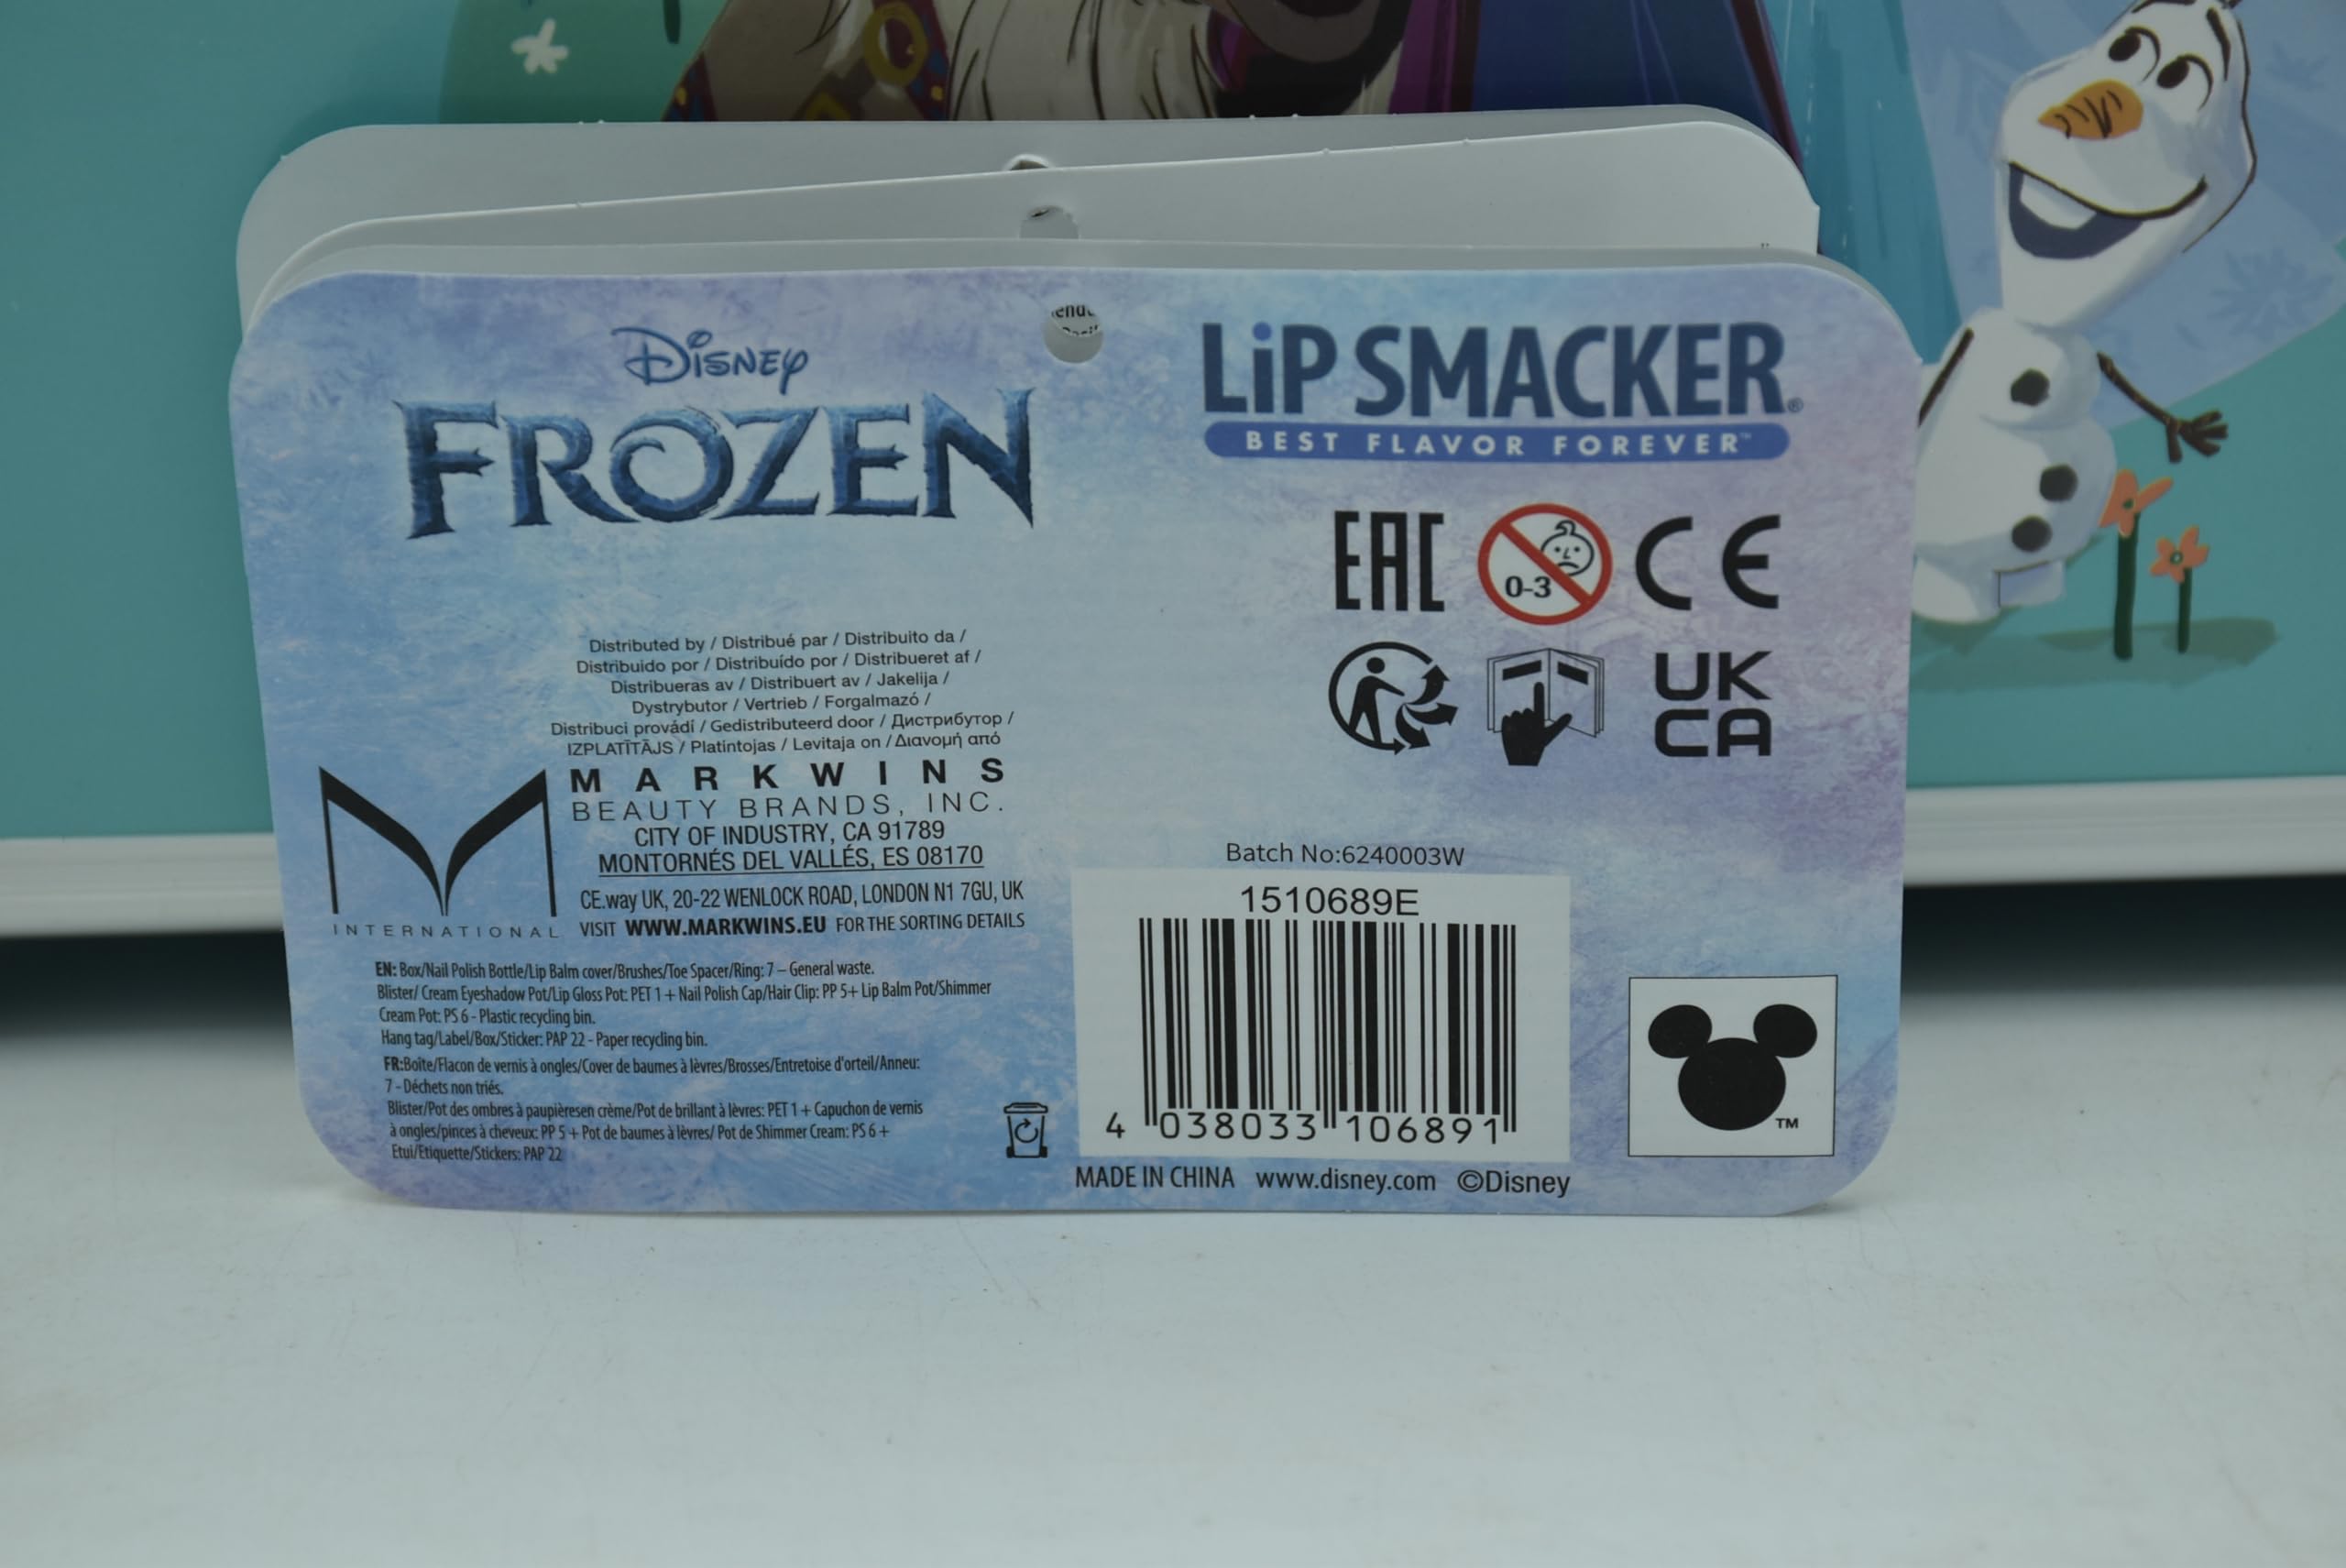 Disney
FROZEN
LiP SMACKER®
BEST FLAVOR FOREVER™
EAC
0-3
CE
UK
CA
Distributed by / Distribué par / Distribuito da /
Distribuido por / Distribuído por / Distribueret af /
Distribueras av / Distribuert av / Jakelija /
Dystrybutor / Vertrieb / Forgalmazó /
Distribuci provádí / Gedistributeerd door / Дистрибутор /
IZPLATĪTĀJS / Platintojas / Levitaja on / Διανομή από
MARKWINS
BEAUTY BRANDS, INC.
CITY OF INDUSTRY, CA 91789
MONTORNÉS DEL VALLÉS, ES 08170
CE.way UK, 20-22 WENLOCK ROAD, LONDON N1 7GU, UK
VISIT WWW.MARKWINS.EU FOR THE SORTING DETAILS
INTERNATIONAL
EN: Box/Nail Polish Bottle/Lip Balm cover/Brushes/Toe Spacer/Ring: 7 – General waste.
Blister/ Cream Eyeshadow Pot/Lip Gloss Pot: PET 1 + Nail Polish Cap/Hair Clip: PP 5+ Lip Balm Pot/Shimmer
Cream Pot: PS 6 - Plastic recycling bin.
Hang tag/Label/Box/Sticker: PAP 22 - Paper recycling bin.
FR:Boîte/Flacon de vernis à ongles/Cover de baumes à lèvres/Brosses/Entretoise d'orteil/Anneu:
7 - Déchets non triés.
Blister/Pot des ombres à paupièresen crème/Pot de brillant à lèvres: PET 1 + Capuchon de vernis
à ongles/pinces à cheveux: PP 5 + Pot de baumes à lèvres/ Pot de Shimmer Cream: PS 6 +
Etui/Etiquette/Stickers: PAP 22
Batch No:6240003W
1510689E
4 038033 106891
MADE IN CHINA www.disney.com ©Disney
TM